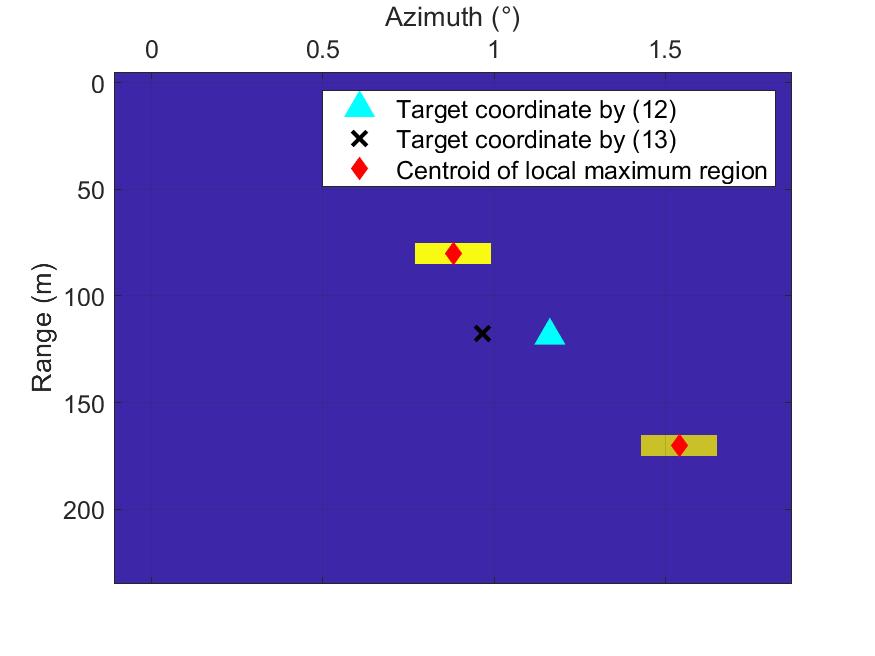 Azimuth (°)
0 0.5 1 1.5
0
Target coordinate by (12)
Target coordinate by (13)
Centroid of local maximum region
50
100
150
200
Range (m)